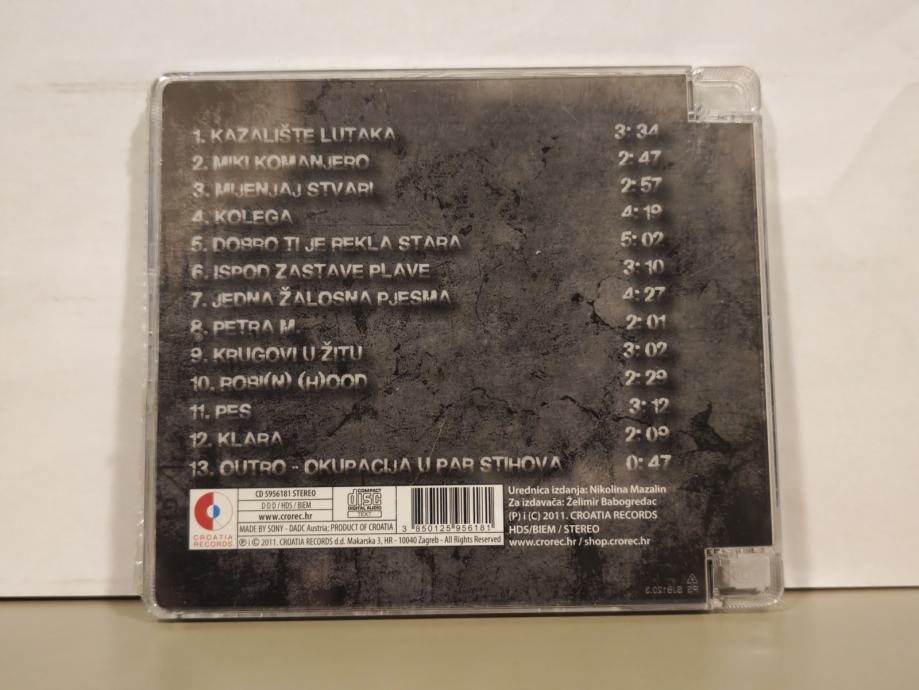 1. KAZALIŠTE LUTAKA 3:34
2. MIKI KOMANJERO 2:47
3. MIJENJAJ STVARI 2:57
4. KOLEGA 4:19
5. DOBRO TI JE REKLA STARA 5:02
6. ISPOD ZASTAVE PLAVE 3:10
7. JEDNA ŽALOSNA PJESMA 4:27
8. PETRA M. 2:01
9. KRUGOVI U ŽITU 3:02
10. ROBI(N) (H)OOD 2:29
11. PES 3:12
12. KLARA 2:09
13. OUTRO - OKUPACIJA U PAR STIHOVA 0:47
CROATIA
RECORDS
CD 5956181 STEREO
D D D / HDS / BIEM
www.crorec.hr
MADE BY SONY - DADC Austria; PRODUCT OF CROATIA
COMPACT
disc
DIGITAL AUDIO
TEXT
3 850125 956181
Ⓟ i © 2011. CROATIA RECORDS d.d. Makarska 3, HR - 10040 Zagreb - All Rights Reserved
Urednica izdanja: Nikolina Mazalin
Za izdavača: Želimir Babogredac
(P) i (C) 2011. CROATIA RECORDS
HDS/BIEM / STEREO
www.crorec.hr / shop.crorec.hr